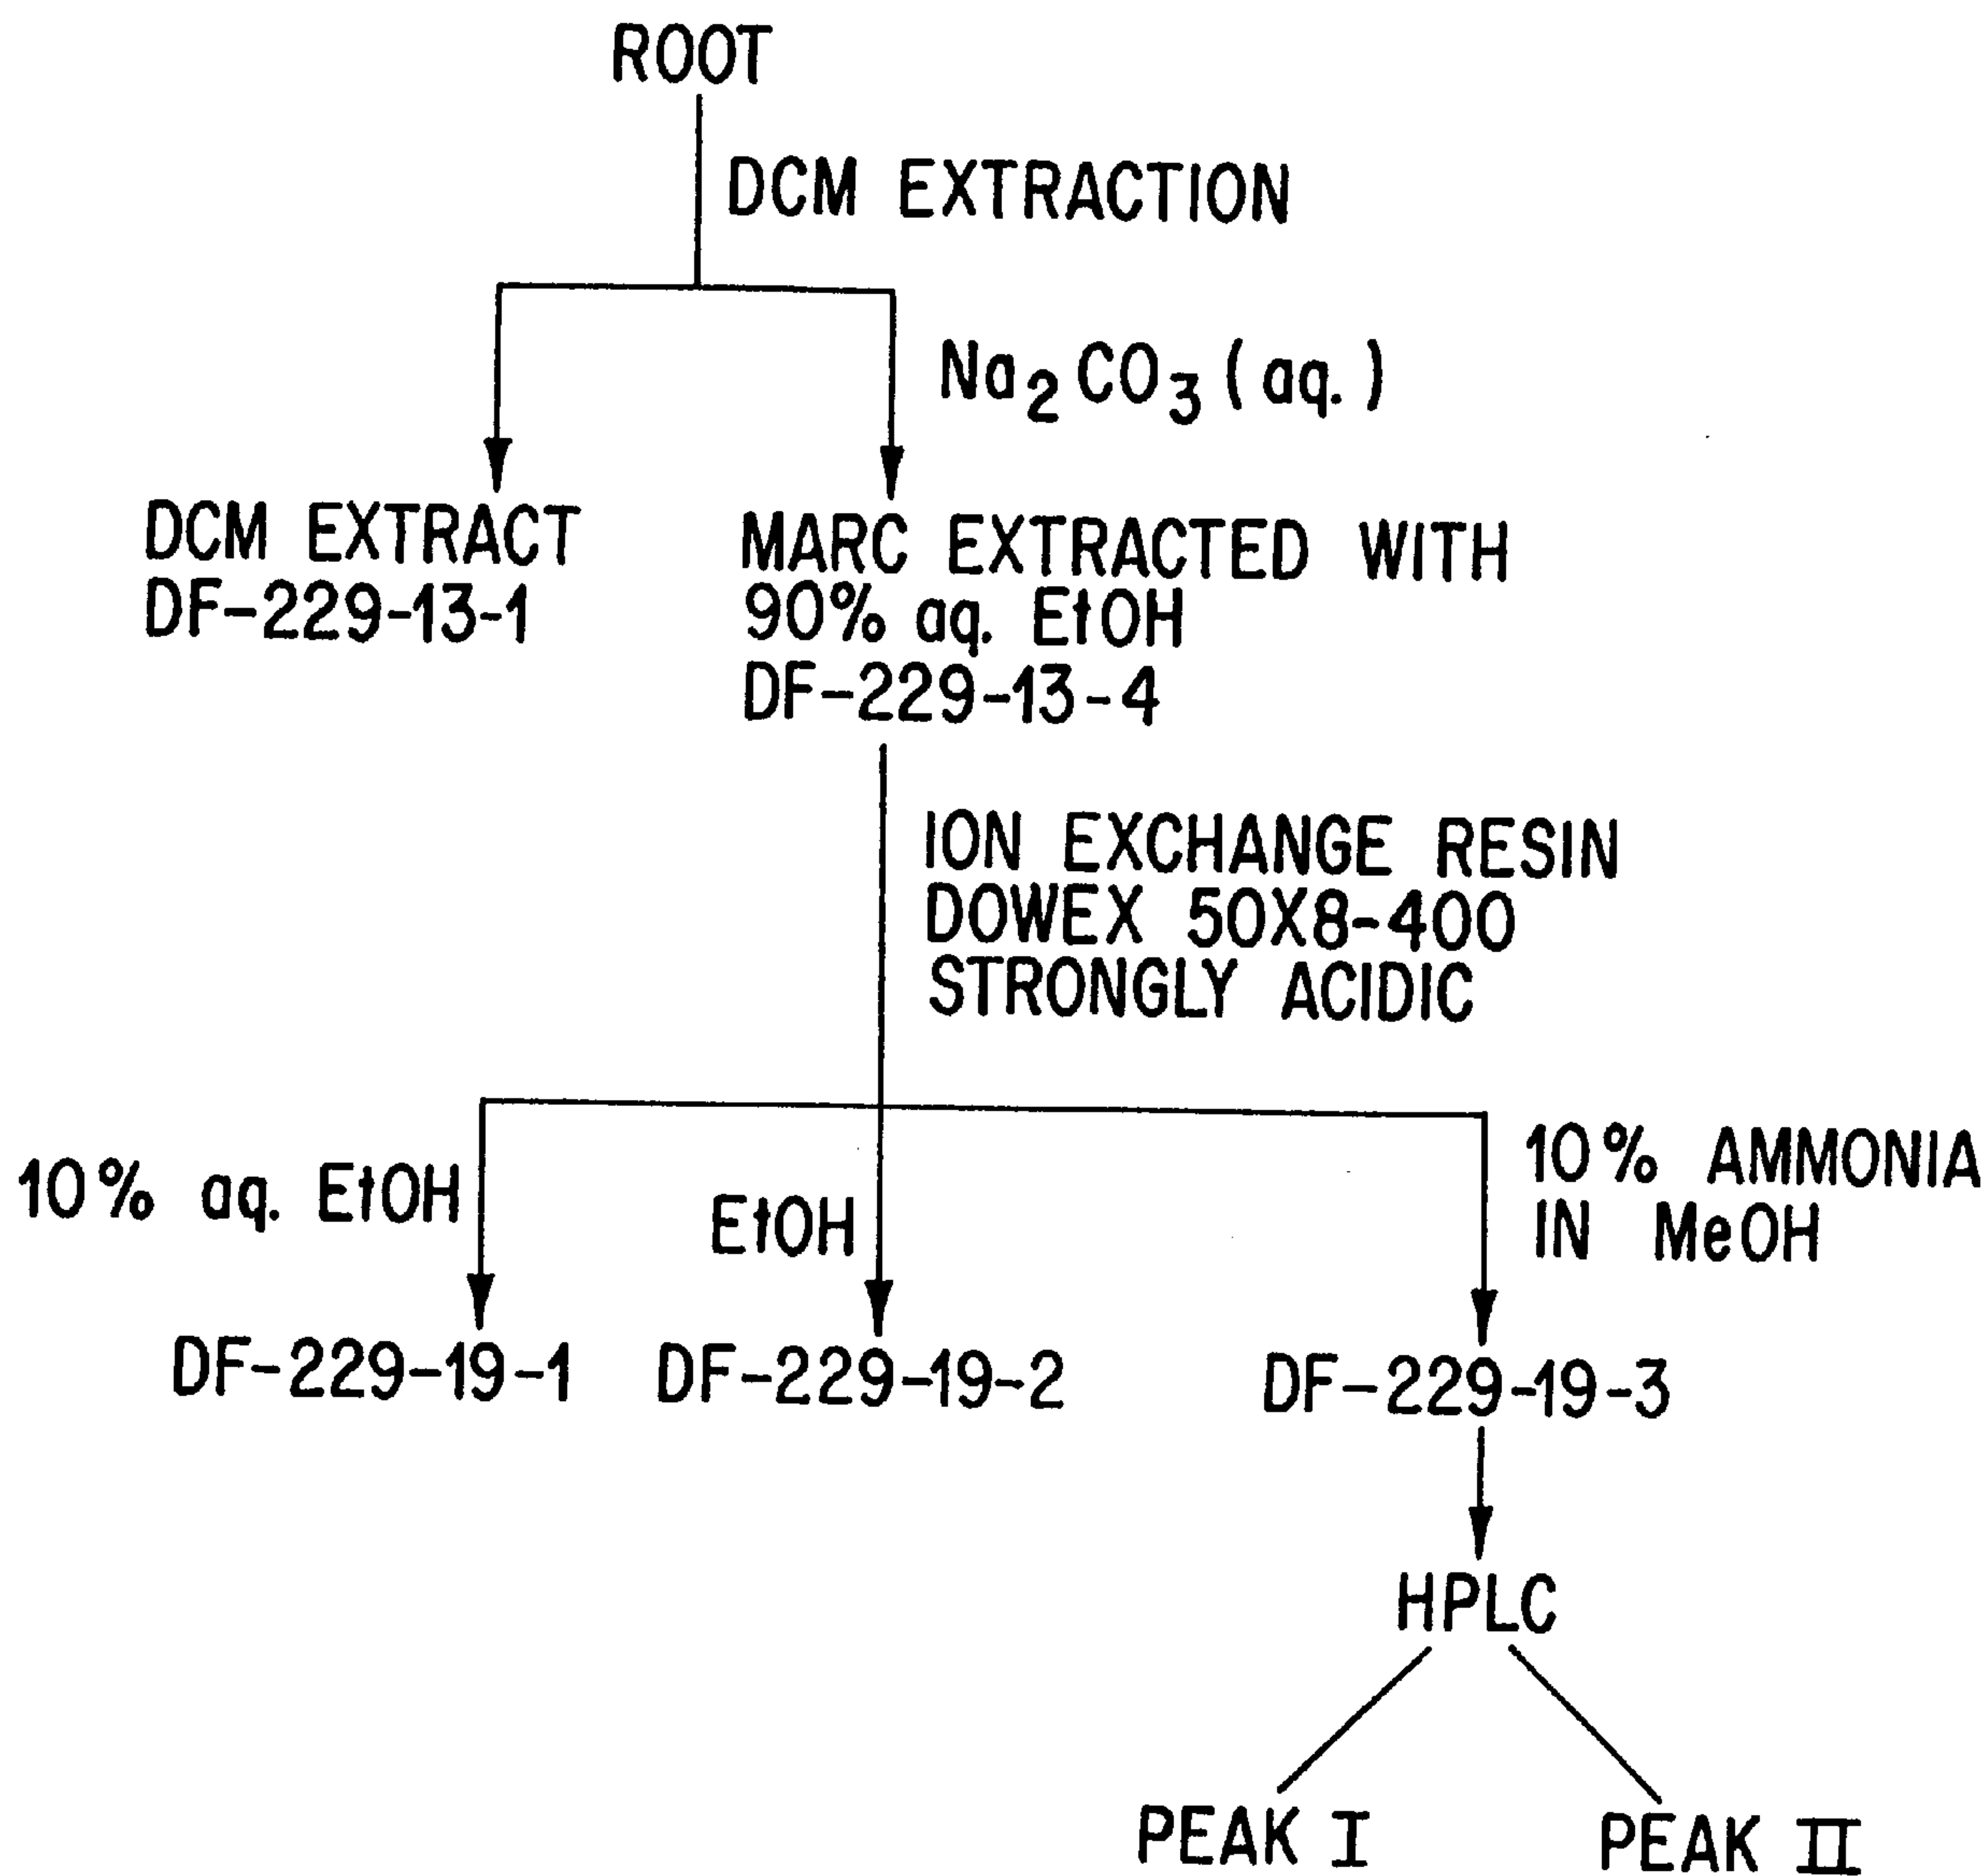 ROOT
DCM EXTRACTION
Na2CO3 (aq.)
DCM EXTRACT
DF-229-13-1
MARC EXTRACTED WITH
90% aq. EtOH
DF-229-13-4
ION EXCHANGE RESIN
DOWEX 50X8-400
STRONGLY ACIDIC
10% aq. EtOH
EtOH
10% AMMONIA
IN MeOH
DF-229-19-1
DF-229-19-2
DF-229-19-3
HPLC
PEAK I
PEAK II